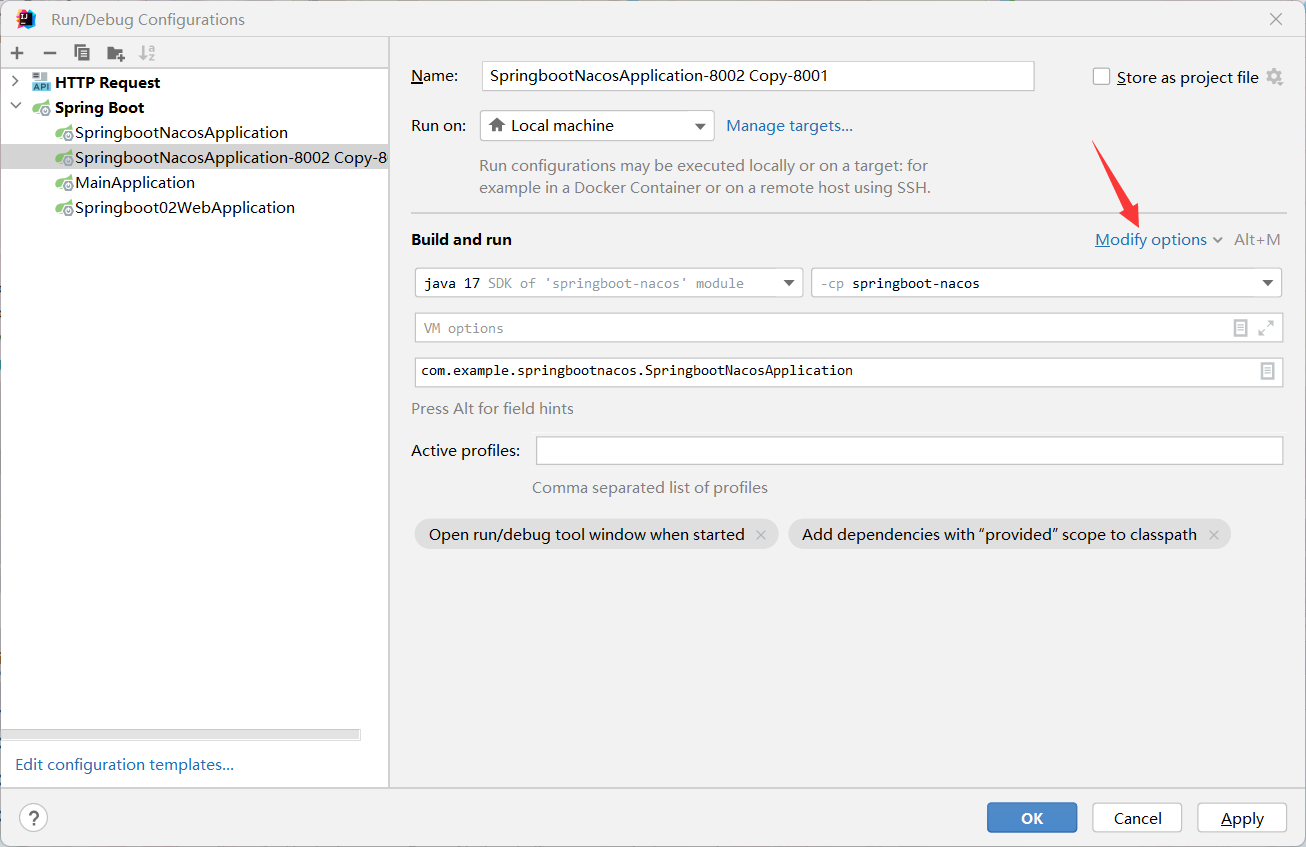 Run/Debug Configurations
API HTTP Request
Spring Boot
SpringbootNacosApplication
SpringbootNacosApplication-8002 Copy-8
MainApplication
Springboot02WebApplication
Edit configuration templates...
Name: SpringbootNacosApplication-8002 Copy-8001 Store as project file
Run on: Local machine Manage targets...
Run configurations may be executed locally or on a target: for
example in a Docker Container or on a remote host using SSH.
Build and run Modify options Alt+M
java 17 SDK of 'springboot-nacos' module -cp springboot-nacos
VM options
com.example.springbootnacos.SpringbootNacosApplication
Press Alt for field hints
Active profiles:
Comma separated list of profiles
Open run/debug tool window when started Add dependencies with “provided” scope to classpath
? OK Cancel Apply